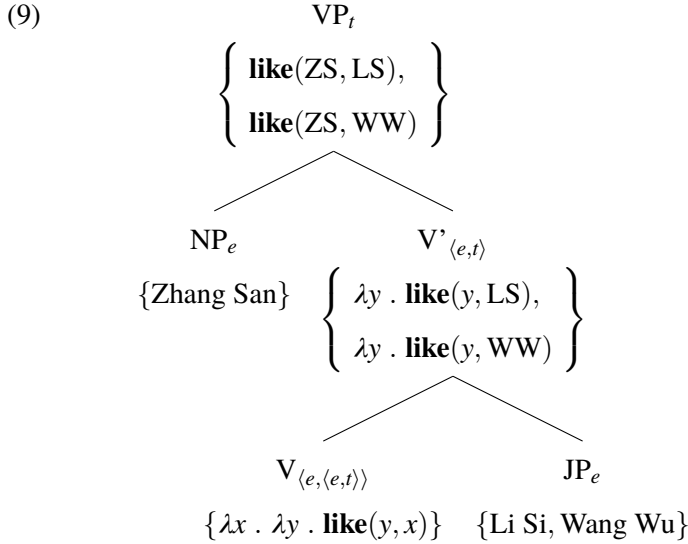 (9) VP_t
{ like(ZS, LS),
like(ZS, WW) }
NP_e V'_⟨e,t⟩
{Zhang San} { λy . like(y, LS),
λy . like(y, WW) }
V_⟨e,⟨e,t⟩⟩ JP_e
{λx . λy . like(y, x)} {Li Si, Wang Wu}